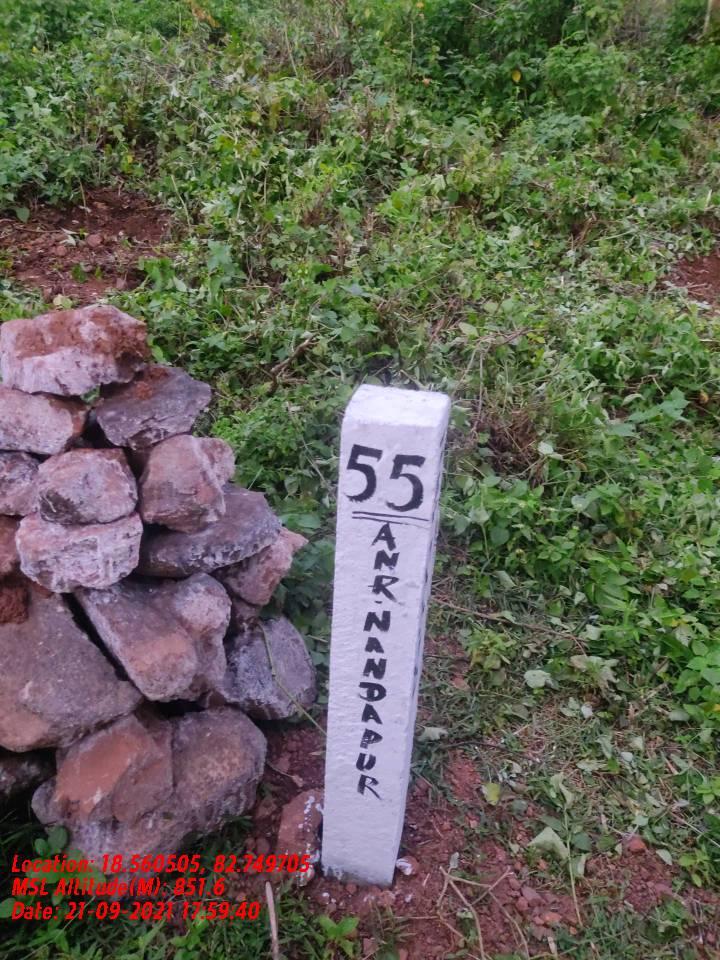 55
ANR.NANDAPUR
Location: 18.560505, 82.749705
MSL Altitude(M): 851.6
Date: 21-09-2021 17:59:40